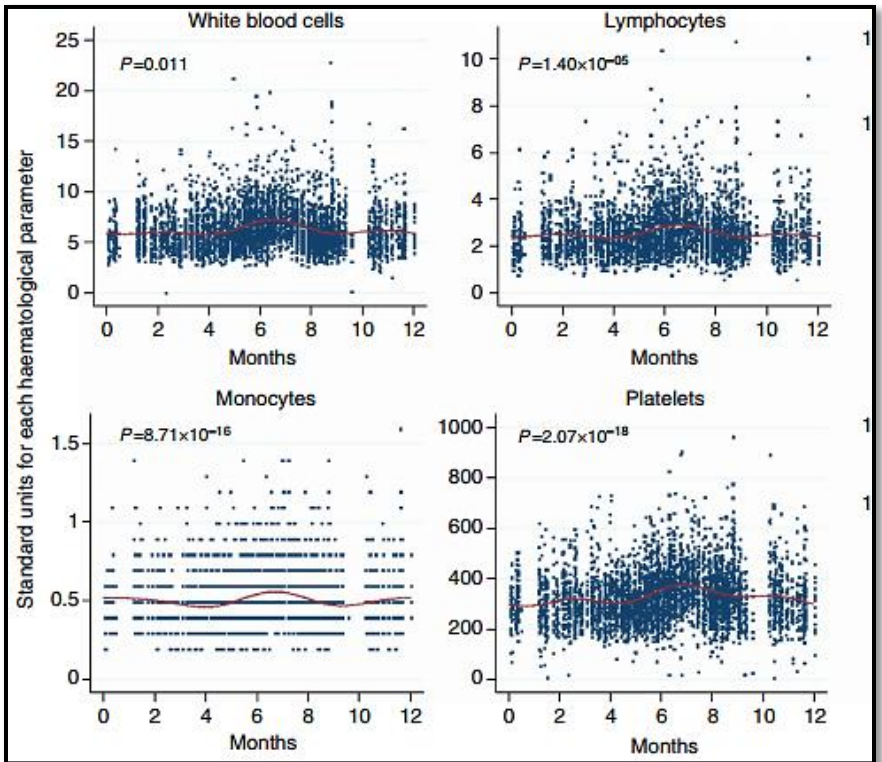 White blood cells
Lymphocytes
Standard units for each haematological parameter
25
20
15
10
5
0
P=0.011
0 2 4 6 8 10 12
Months
10
8
6
4
2
0
P=1.40×10⁻⁰⁵
0 2 4 6 8 10 12
Months
1
1
Monocytes
Platelets
1.5
1
0.5
0
P=8.71×10⁻¹⁶
0 2 4 6 8 10 12
Months
1000
800
600
400
200
0
P=2.07×10⁻¹⁸
0 2 4 6 8 10 12
Months
1
1